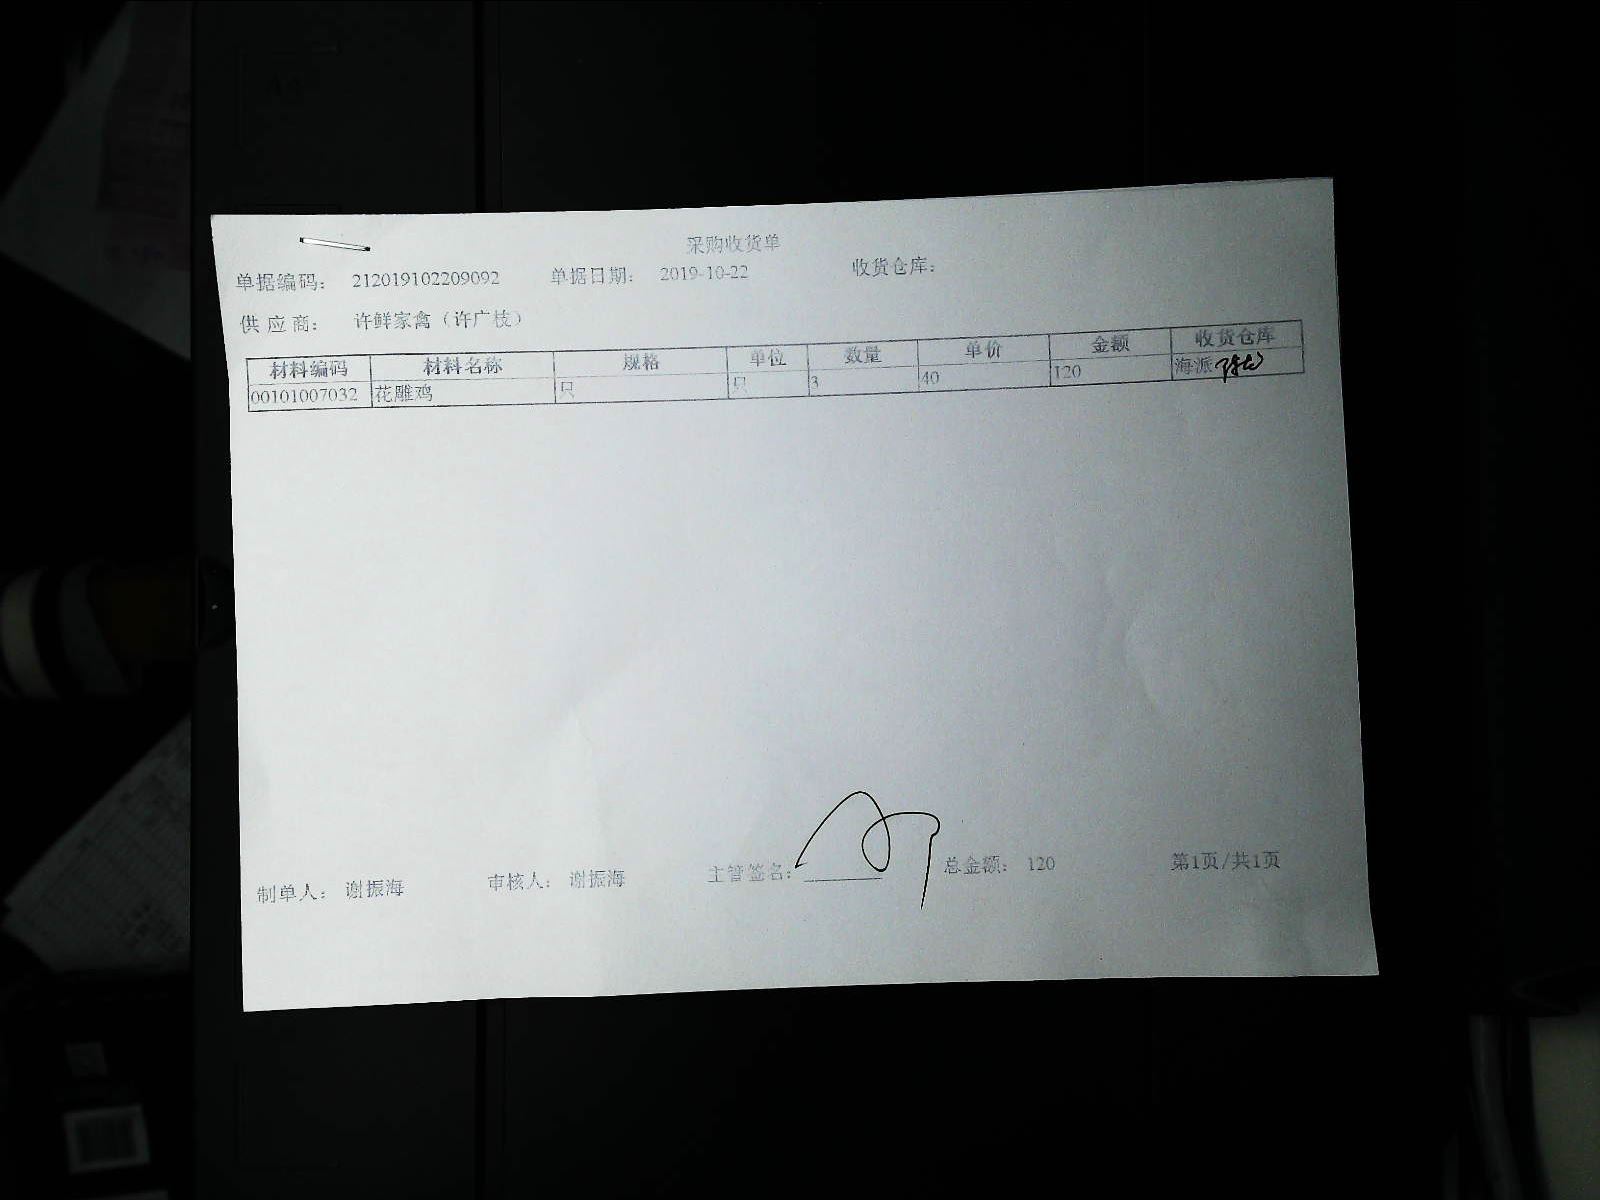 采购收货单
单据编码： 212019102209092 单据日期： 2019-10-22 收货仓库：
供应商： 许鲜家禽（许广枝）
材料编码 材料名称 规格 单位 数量 单价 金额 收货仓库
00101007032 花雕鸡 只 只 3 40 120 海派
制单人： 谢振海 审核人： 谢振海 主管签名： 总金额： 120 第1页/共1页